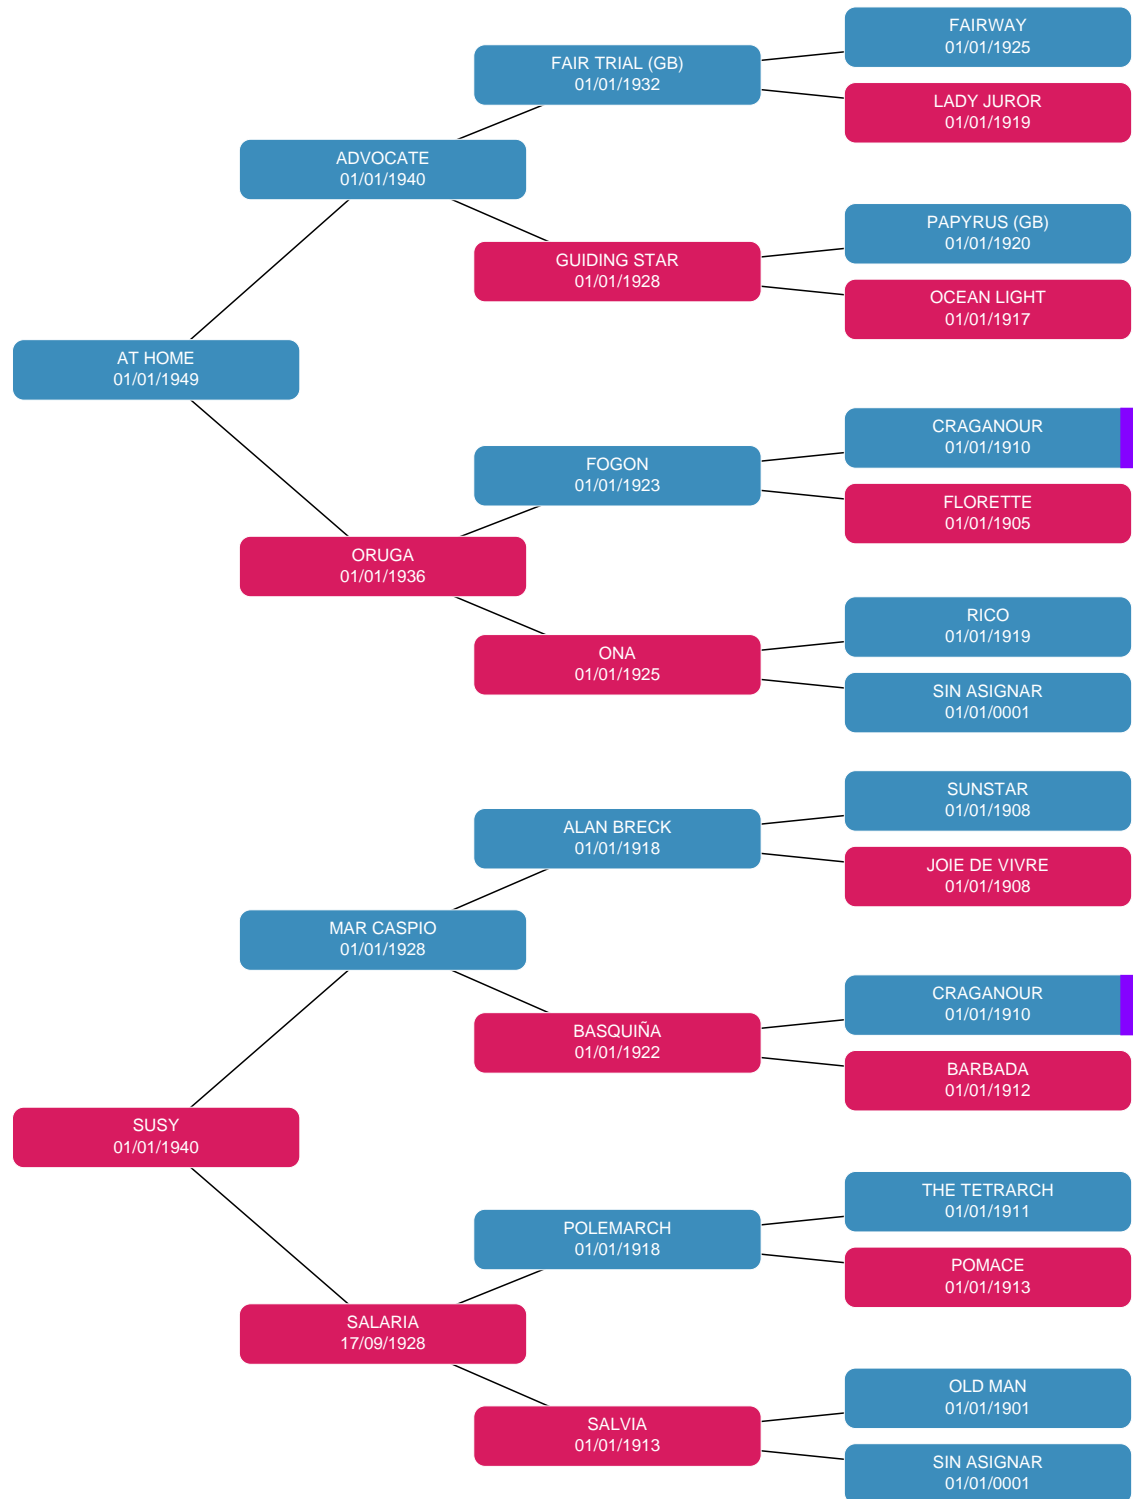 FAIRWAY
01/01/1925
FAIR TRIAL (GB)
01/01/1932
LADY JUROR
01/01/1919
ADVOCATE
01/01/1940
PAPYRUS (GB)
01/01/1920
GUIDING STAR
01/01/1928
OCEAN LIGHT
01/01/1917
AT HOME
01/01/1949
CRAGANOUR
01/01/1910
FOGON
01/01/1923
FLORETTE
01/01/1905
ORUGA
01/01/1936
RICO
01/01/1919
ONA
01/01/1925
SIN ASIGNAR
01/01/0001
SUNSTAR
01/01/1908
ALAN BRECK
01/01/1918
JOIE DE VIVRE
01/01/1908
MAR CASPIO
01/01/1928
CRAGANOUR
01/01/1910
BASQUIÑA
01/01/1922
BARBADA
01/01/1912
SUSY
01/01/1940
THE TETRARCH
01/01/1911
POLEMARCH
01/01/1918
POMACE
01/01/1913
SALARIA
17/09/1928
OLD MAN
01/01/1901
SALVIA
01/01/1913
SIN ASIGNAR
01/01/0001